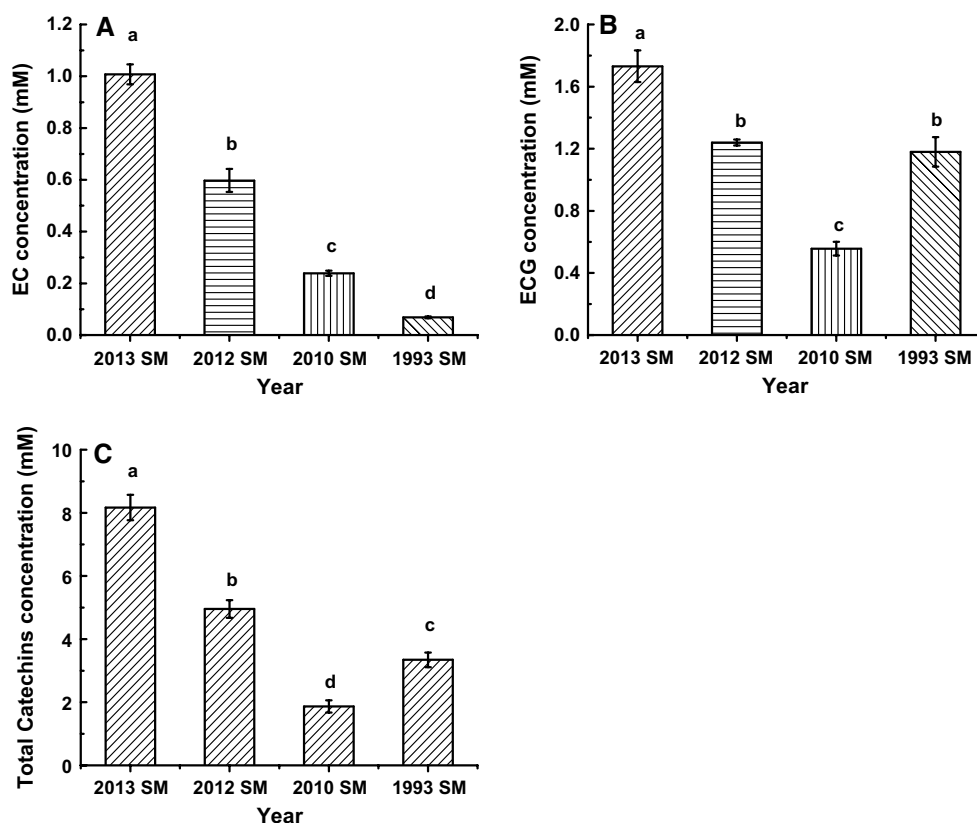 A
EC concentration (mM)
1.2
1.0
0.8
0.6
0.4
0.2
0.0
a
b
c
d
2013 SM 2012 SM 2010 SM 1993 SM
Year
B
ECG concentration (mM)
2.0
1.6
1.2
0.8
0.4
0.0
a
b
c
b
2013 SM 2012 SM 2010 SM 1993 SM
Year
C
Total Catechins concentration (mM)
10
8
6
4
2
0
a
b
d
c
2013 SM 2012 SM 2010 SM 1993 SM
Year